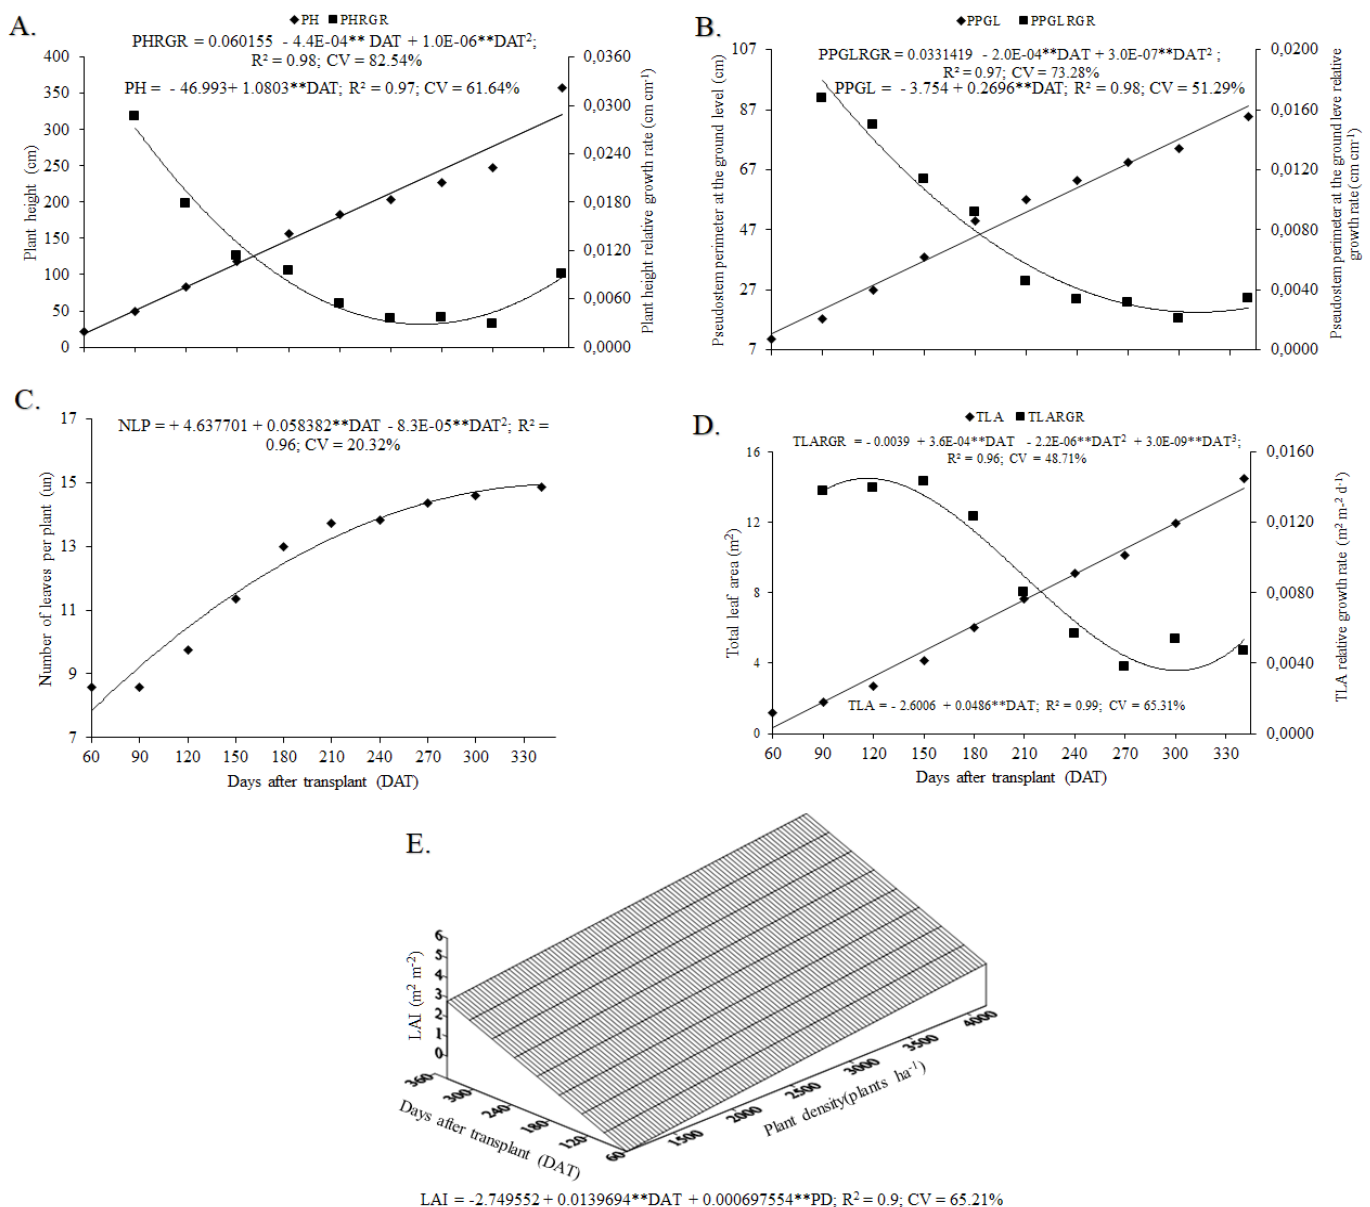 A.
◆PH ■PHRGR
PHRGR = 0.060155 - 4.4E-04** DAT + 1.0E-06**DAT²;
R² = 0.98; CV = 82.54%
PH = - 46.993+ 1.0803**DAT; R² = 0.97; CV = 61.64%
Plant height (cm)
400
350
300
250
200
150
100
50
0
0,0360
0,0300
0,0240
0,0180
0,0120
0,0060
0,0000
Plant height relative growth rate (cm cm⁻¹)
B.
◆PPGL ■PPGLRGR
PPGLRGR = 0.0331419 - 2.0E-04**DAT + 3.0E-07**DAT² ;
R² = 0.97; CV = 73.28%
PPGL = - 3.754 + 0.2696**DAT; R² = 0.98; CV = 51.29%
Pseudostem perimeter at the ground level (cm)
107
87
67
47
27
7
0,0200
0,0160
0,0120
0,0080
0,0040
0,0000
Pseudostem perimeter at the ground leve relative
growth rate (cm cm⁻¹)
C.
NLP = + 4.637701 + 0.058382**DAT - 8.3E-05**DAT²; R² =
0.96; CV = 20.32%
Number of leaves per plant (un)
17
15
13
11
9
7
60 90 120 150 180 210 240 270 300 330
Days after transplant (DAT)
D.
◆TLA ■TLARGR
TLARGR = - 0.0039 + 3.6E-04**DAT - 2.2E-06**DAT² + 3.0E-09**DAT³;
R² = 0.96; CV = 48.71%
Total leaf area (m²)
16
12
8
4
0
0,0160
0,0120
0,0080
0,0040
0,0000
TLA relative growth rate (m² m⁻² d⁻¹)
TLA = - 2.6006 + 0.0486**DAT; R² = 0.99; CV = 65.31%
60 90 120 150 180 210 240 270 300 330
Days after transplant (DAT)
E.
LAI (m² m⁻²)
6
5
4
3
2
1
0
360 300 240 180 120 60
Days after transplant (DAT)
1500 2000 2500 3000 3500 4000
Plant density(plants ha⁻¹)
LAI = -2.749552 + 0.0139694**DAT + 0.000697554**PD; R² = 0.9; CV = 65.21%